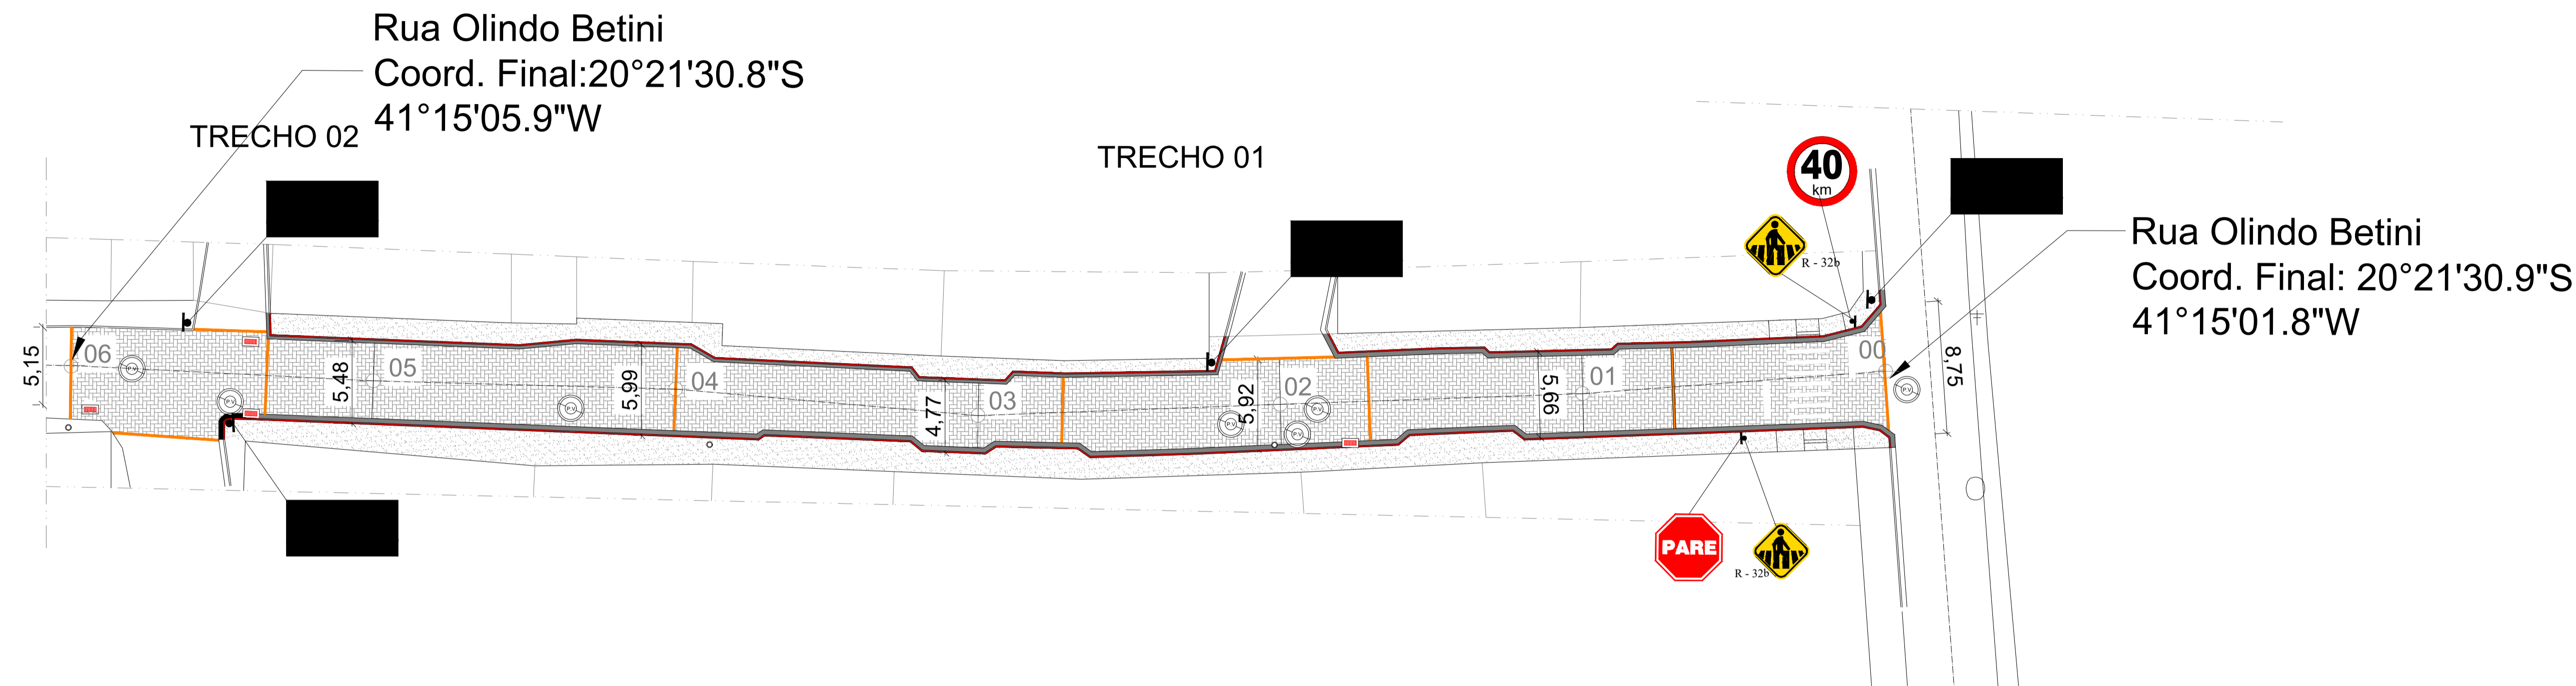 Rua Olindo Betini
Coord. Final:20°21'30.8"S
41°15'05.9"W
TRECHO 02
TRECHO 01
40
km
R - 32b
Rua Olindo Betini
Coord. Final: 20°21'30.9"S
41°15'01.8"W
5,15
06
P.V
P.V
5,48
05
P.V
5,99
04
4,77
03
P.V
5,92
02
P.V
P.V
5,66
01
00
P.V
8,75
PARE
R - 32b